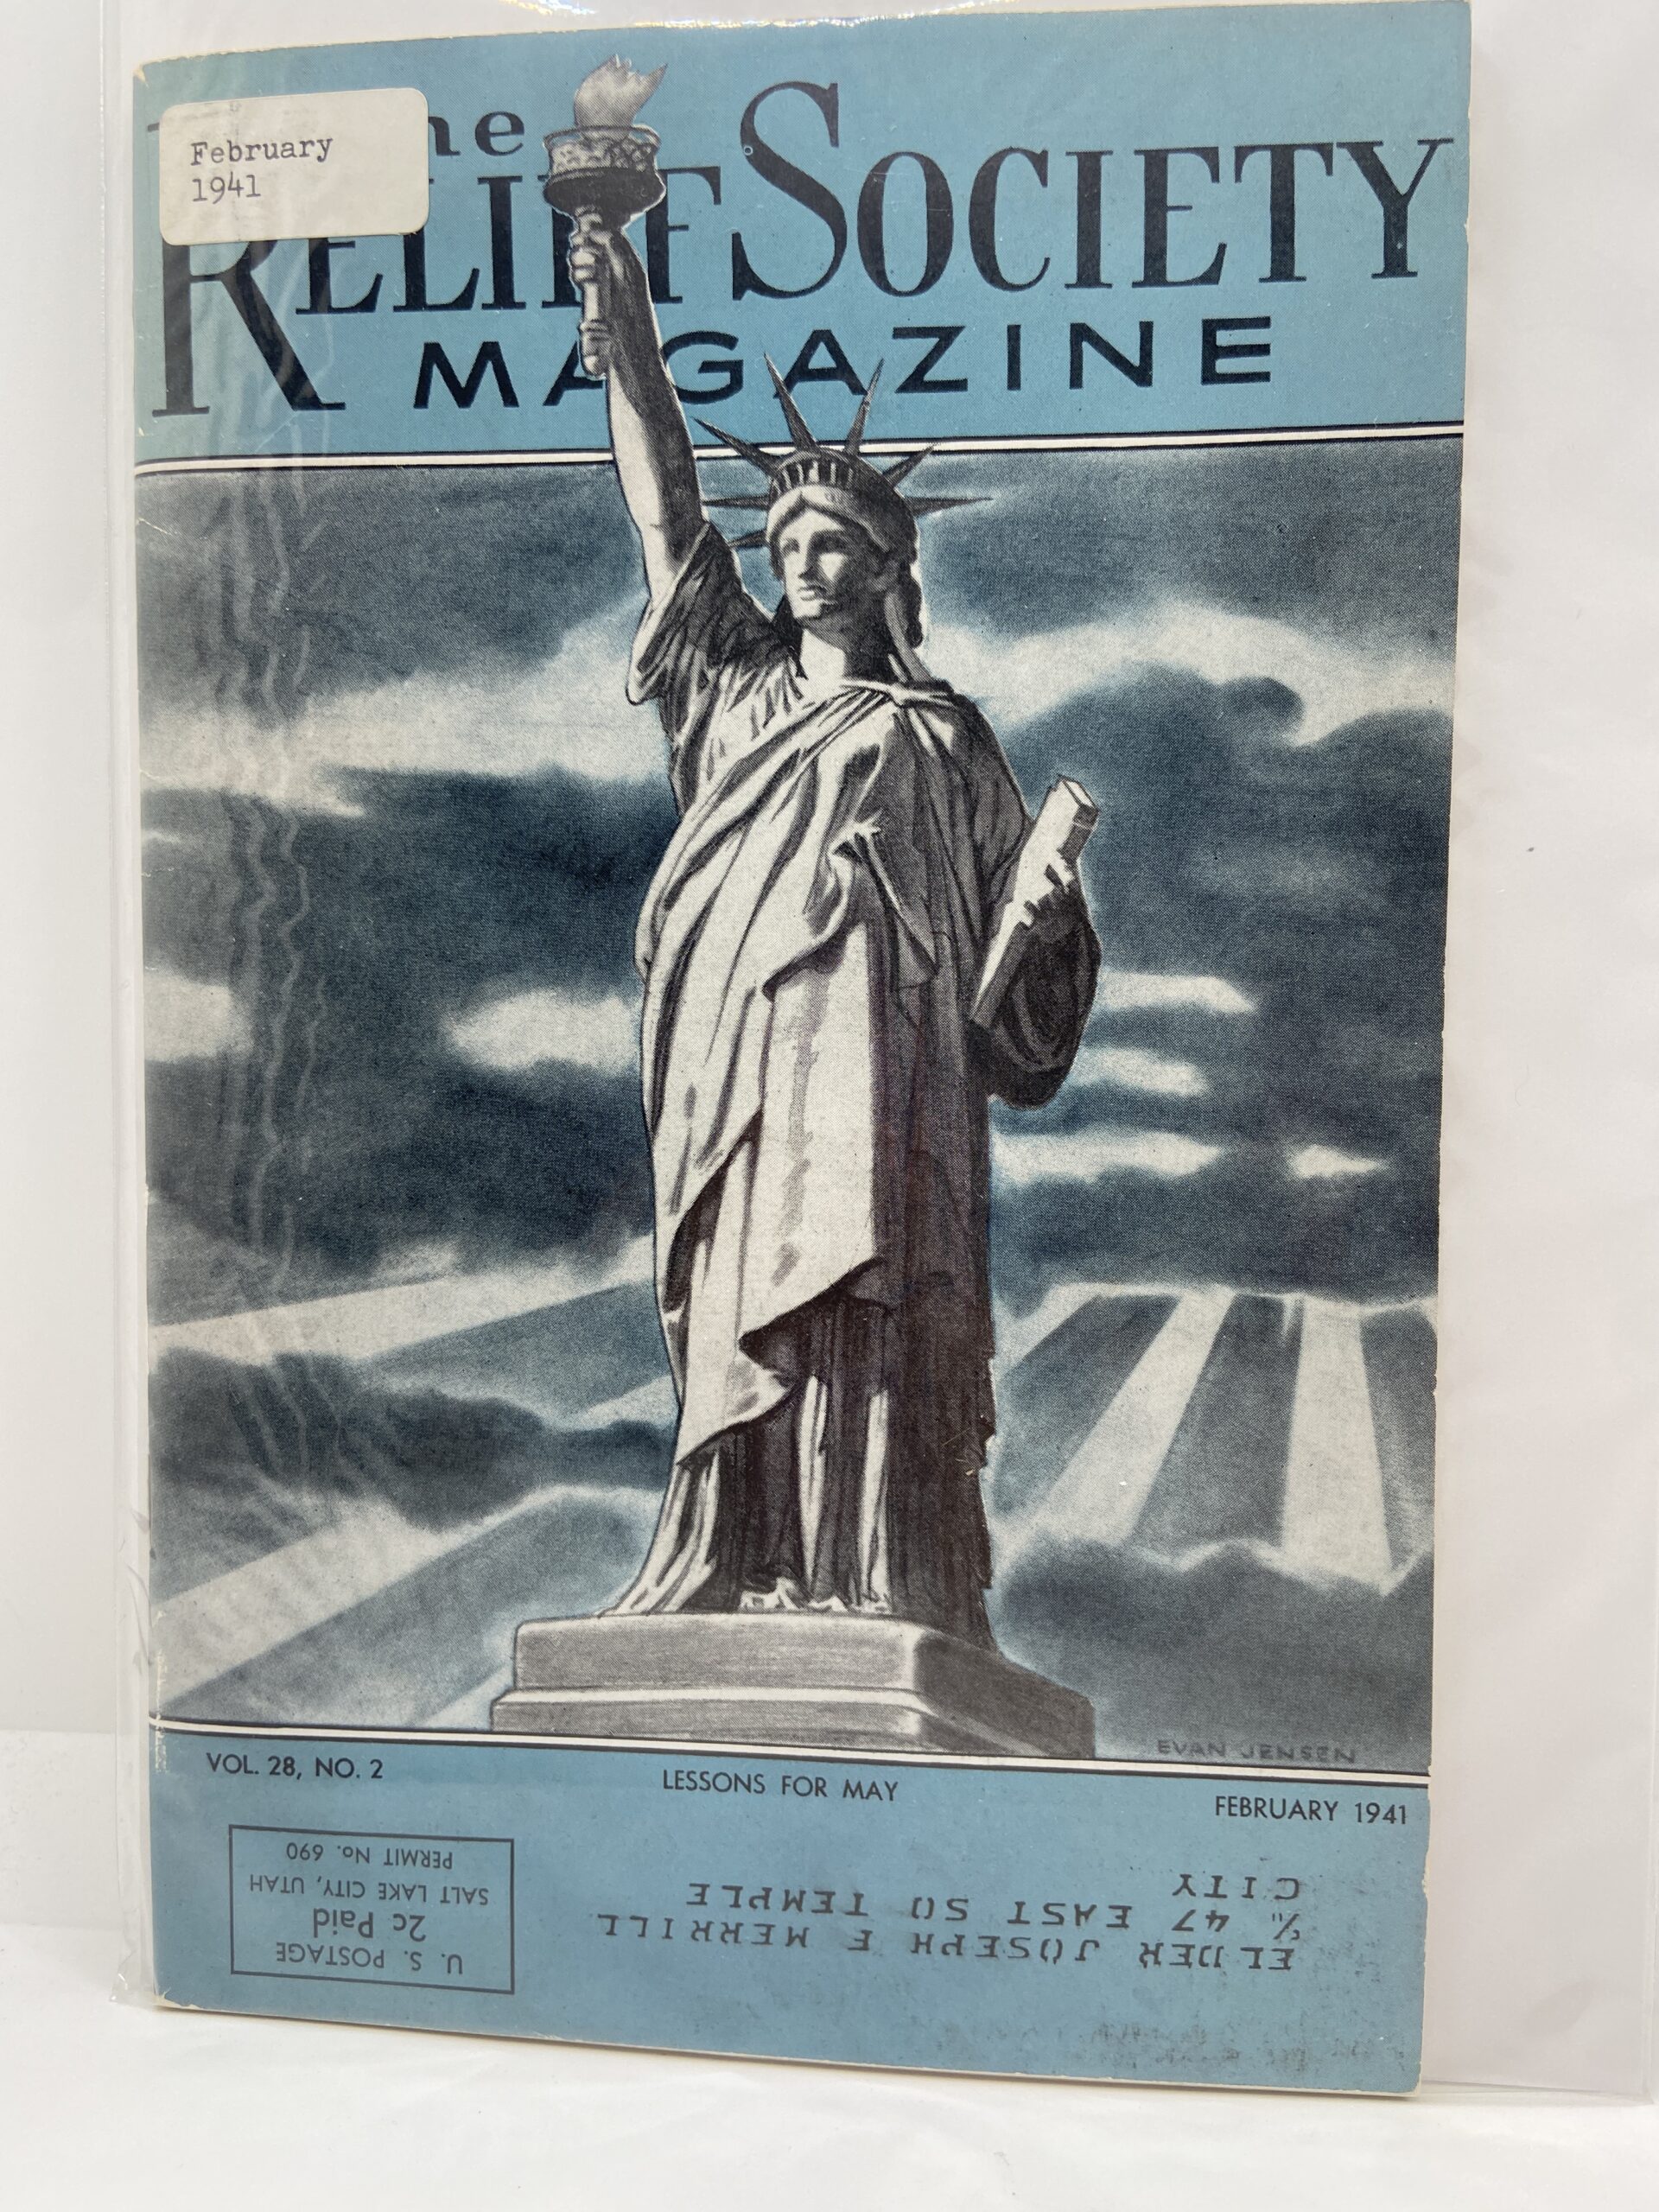 February
1941
The
RELIEF SOCIETY
MAGAZINE
EVAN JENSEN
VOL. 28, NO. 2
LESSONS FOR MAY
FEBRUARY 1941
U. S. POSTAGE
2c Paid
SALT LAKE CITY, UTAH
PERMIT No. 690
ELDER JOSEPH F MERRILL
% 47 EAST SO TEMPLE
CITY